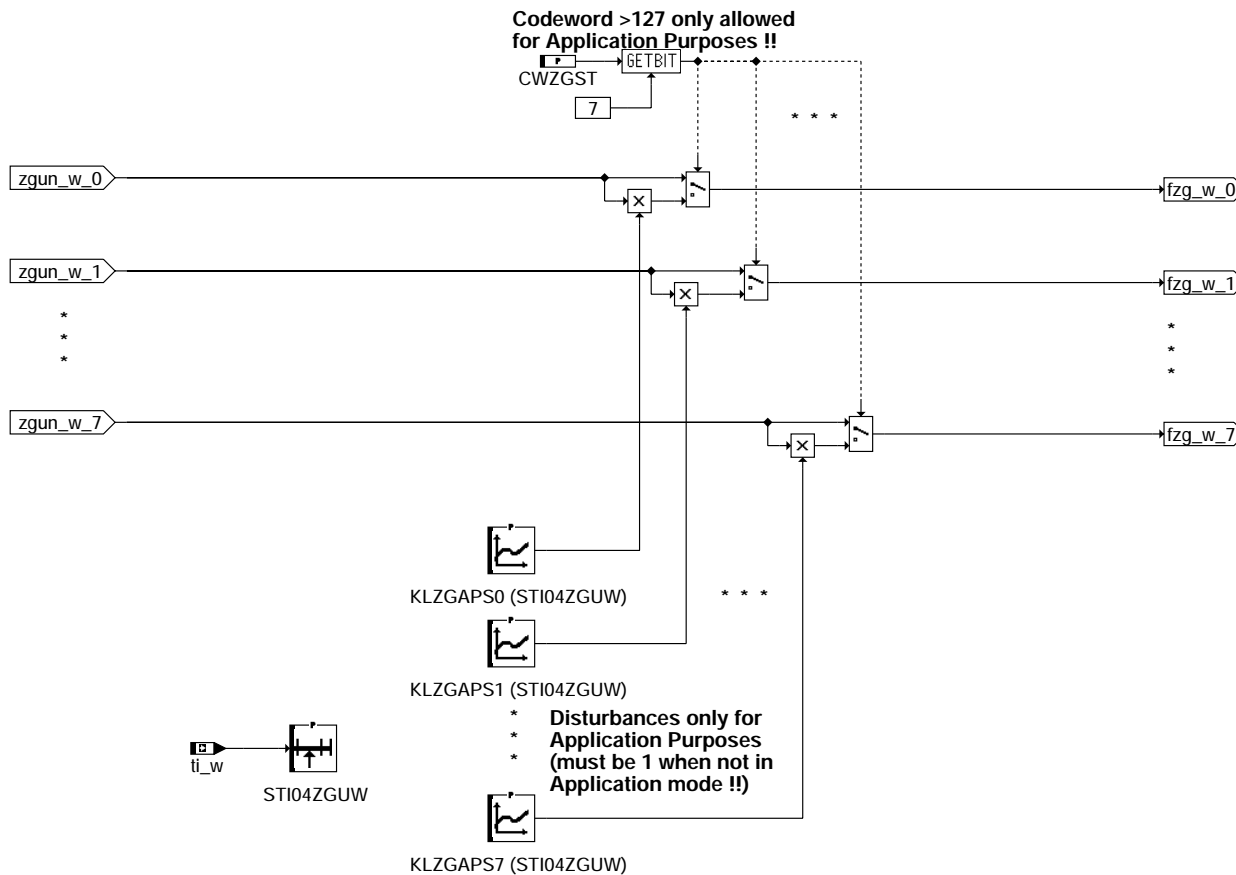 Codeword >127 only allowed
for Application Purposes !!
P
GETBIT
CWZGST
7
* * *
zgun_w_0
fzg_w_0
zgun_w_1
fzg_w_1
*
*
*
*
*
*
zgun_w_7
fzg_w_7
P
KLZGAPS0 (STI04ZGUW)
* * *
P
KLZGAPS1 (STI04ZGUW)
* Disturbances only for
* Application Purposes
* (must be 1 when not in
Application mode !!)
P
ti_w
STI04ZGUW
P
KLZGAPS7 (STI04ZGUW)